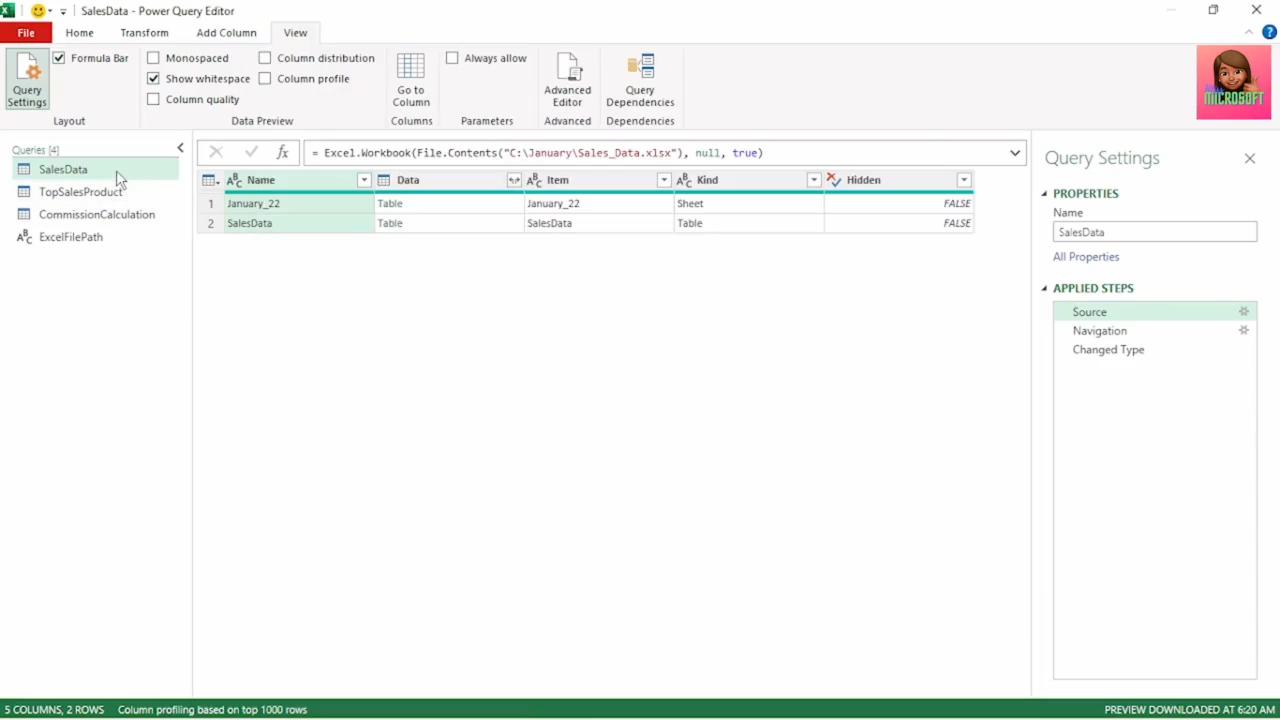 SalesData - Power Query Editor
File Home Transform Add Column View
Query Settings
Formula Bar
Layout
Monospaced
Show whitespace
Column quality
Column distribution
Column profile
Data Preview
Go to Column
Columns
Always allow
Parameters
Advanced Editor
Advanced
Query Dependencies
Dependencies
MICROSOFT
Queries [4]
SalesData
TopSalesProduct
CommissionCalculation
ABC ExcelFilePath
fx = Excel.Workbook(File.Contents("C:\January\Sales_Data.xlsx"), null, true)
ABC Name Data ABC Item ABC Kind Hidden
1 January_22 Table January_22 Sheet FALSE
2 SalesData Table SalesData Table FALSE
Query Settings
PROPERTIES
Name
SalesData
All Properties
APPLIED STEPS
Source
Navigation
Changed Type
5 COLUMNS, 2 ROWS Column profiling based on top 1000 rows PREVIEW DOWNLOADED AT 6:20 AM